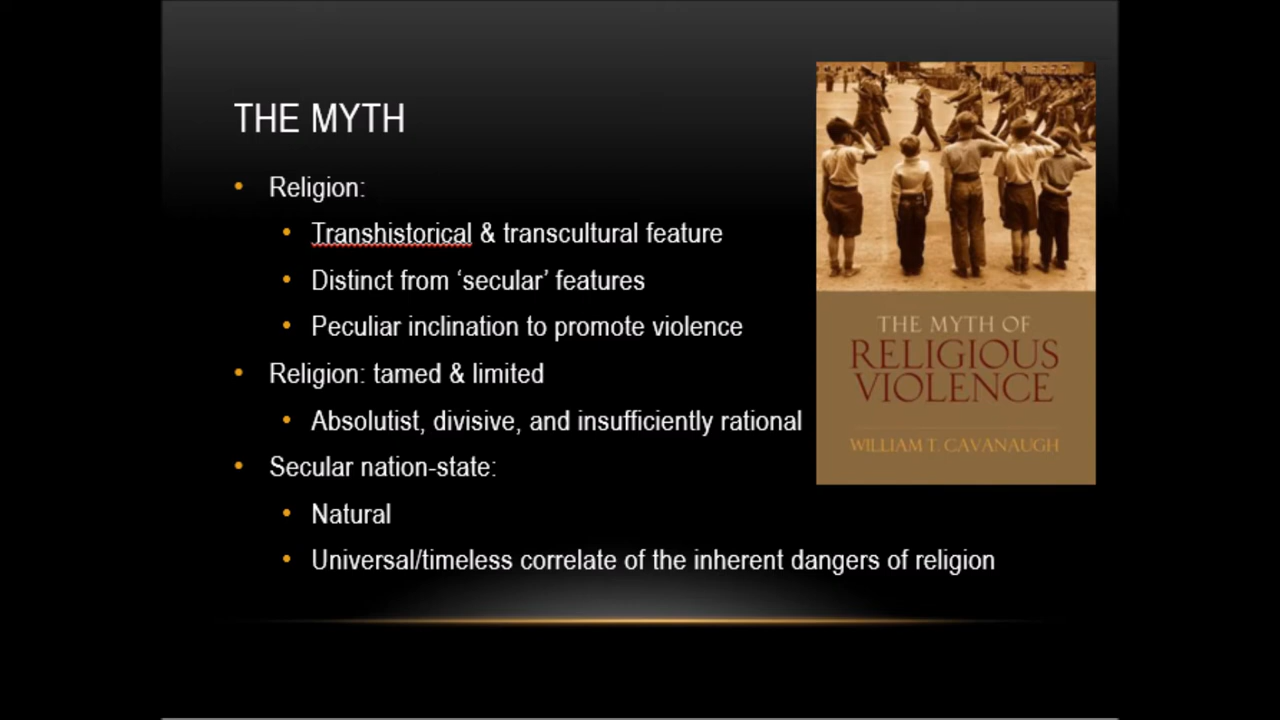 THE MYTH
• Religion:
• Transhistorical & transcultural feature
• Distinct from ‘secular’ features
• Peculiar inclination to promote violence
• Religion: tamed & limited
• Absolutist, divisive, and insufficiently rational
• Secular nation-state:
• Natural
• Universal/timeless correlate of the inherent dangers of religion
THE MYTH OF
RELIGIOUS
VIOLENCE
WILLIAM T. CAVANAUGH